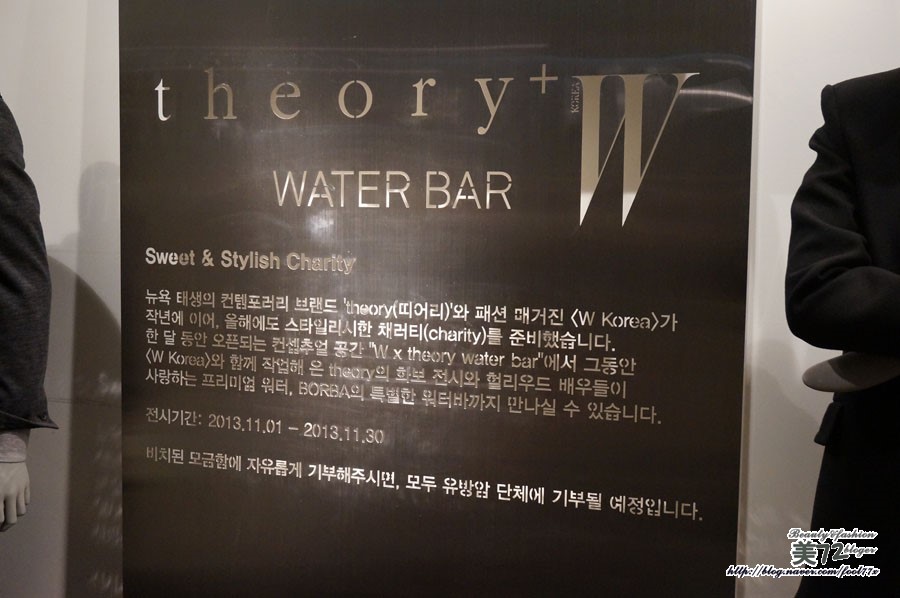 theory+
KOREA
W
WATER BAR
Sweet & Stylish Charity
뉴욕 태생의 컨템포러리 브랜드 'theory(띠어리)'와 패션 매거진 <W Korea>가
작년에 이어, 올해에도 스타일리시한 채러티(charity)를 준비했습니다.
한 달 동안 오픈되는 컨셉추얼 공간 "W x theory water bar"에서 그동안
<W Korea>와 함께 작업해 온 theory의 화보 전시와 헐리우드 배우들이
사랑하는 프리미엄 워터, BORBA의 특별한 워터바까지 만나실 수 있습니다.
전시기간: 2013.11.01 - 2013.11.30
비치된 모금함에 자유롭게 기부해주시면, 모두 유방암 단체에 기부될 예정입니다.
Beauty&fashion
bloger